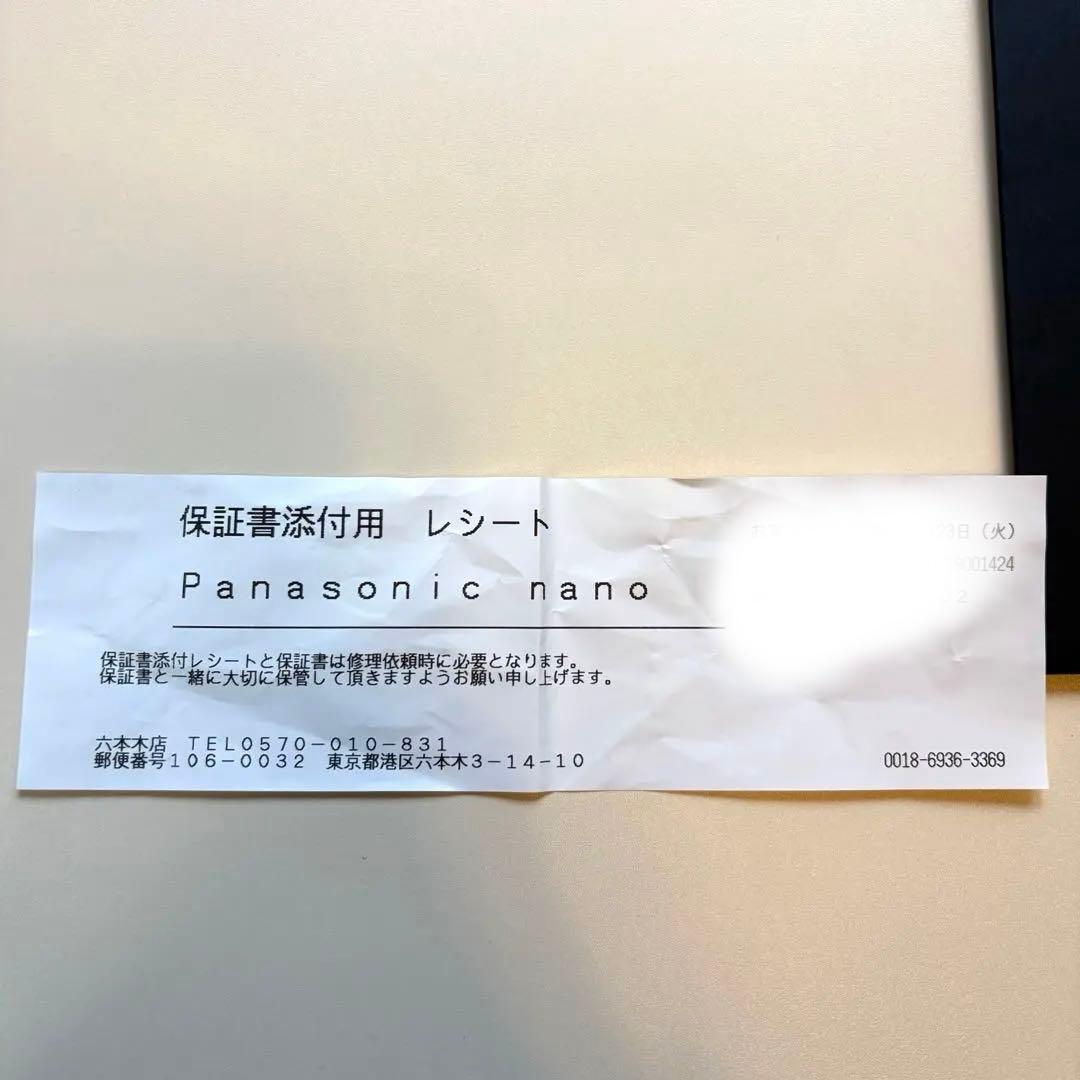 保証書添付用　レシート
Ｐａｎａｓｏｎｉｃ　ｎａｎｏ
23日（火）
001424
2
保証書添付レシートと保証書は修理依頼時に必要となります。
保証書と一緒に大切に保管して頂きますようお願い申し上げます。
六本木店　ＴＥＬ０５７０－０１０－８３１
郵便番号１０６－００３２　東京都港区六本木３－１４－１０
0018-6936-3369